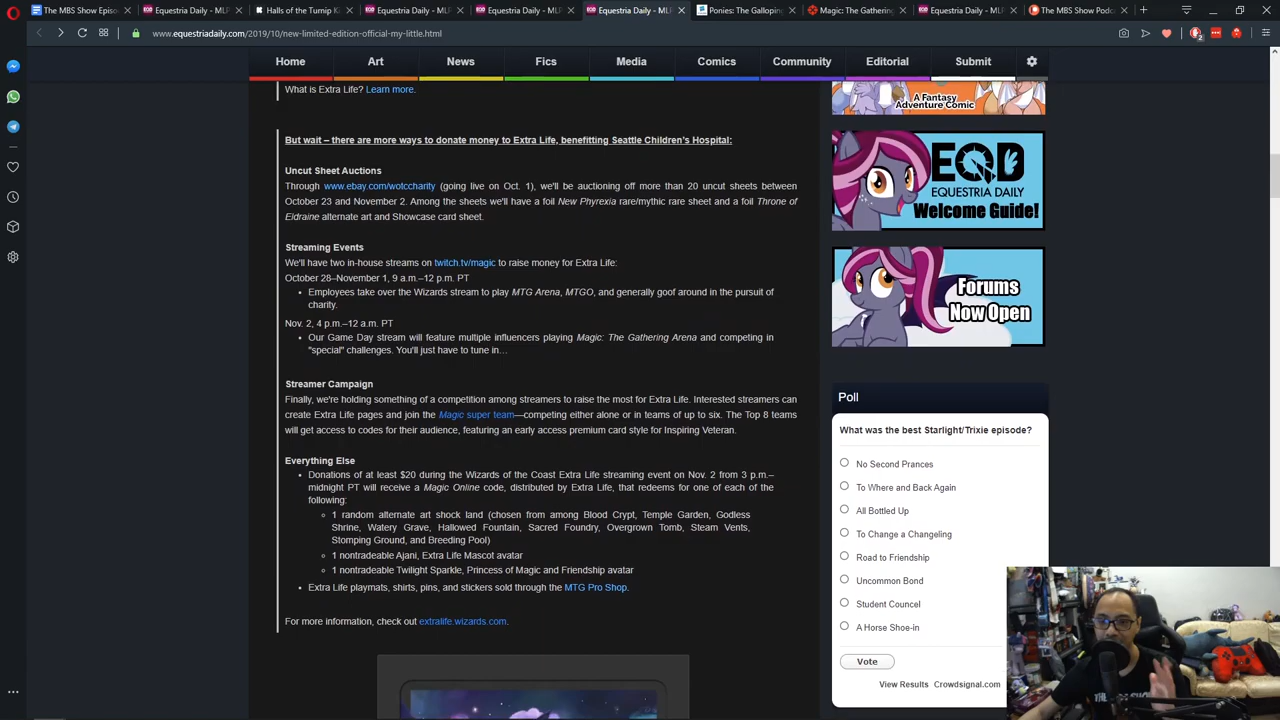 The MBS Show Episo
Equestria Daily - MLP
Halls of the Turnip K
Equestria Daily - MLP
Equestria Daily - MLP
Equestria Daily - MLP
Ponies The Galloping
Magic: The Gathering
Equestria Daily - MLP
The MBS Show Podca
www.equestriadaily.com/2019/10/new-limited-edition-official-my-little.html
2
Home Art News Fics Media Comics Community Editorial Submit
What is Extra Life? Learn more.
But wait – there are more ways to donate money to Extra Life, benefitting Seattle Children's Hospital:
Uncut Sheet Auctions
Through www.ebay.com/wotccharity (going live on Oct. 1), we'll be auctioning off more than 20 uncut sheets between
October 23 and November 2. Among the sheets we'll have a foil New Phyrexia rare/mythic rare sheet and a foil Throne of
Eldraine alternate art and Showcase card sheet.
Streaming Events
We'll have two in-house streams on twitch.tv/magic to raise money for Extra Life:
October 28–November 1, 9 a.m.–12 p.m. PT
• Employees take over the Wizards stream to play MTG Arena, MTGO, and generally goof around in the pursuit of
charity.
Nov. 2, 4 p.m.–12 a.m. PT
• Our Game Day stream will feature multiple influencers playing Magic: The Gathering Arena and competing in
"special" challenges. You'll just have to tune in…
Streamer Campaign
Finally, we're holding something of a competition among streamers to raise the most for Extra Life. Interested streamers can
create Extra Life pages and join the Magic super team—competing either alone or in teams of up to six. The Top 8 teams
will get access to codes for their audience, featuring an early access premium card style for Inspiring Veteran.
Everything Else
• Donations of at least $20 during the Wizards of the Coast Extra Life streaming event on Nov. 2 from 3 p.m.–
midnight PT will receive a Magic Online code, distributed by Extra Life, that redeems for one of each of the
following:
1 random alternate art shock land (chosen from among Blood Crypt, Temple Garden, Godless
Shrine, Watery Grave, Hallowed Fountain, Sacred Foundry, Overgrown Tomb, Steam Vents,
Stomping Ground, and Breeding Pool)
1 nontradeable Ajani, Extra Life Mascot avatar
1 nontradeable Twilight Sparkle, Princess of Magic and Friendship avatar
• Extra Life playmats, shirts, pins, and stickers sold through the MTG Pro Shop.
For more information, check out extralife.wizards.com.
A Fantasy
Adventure Comic
EQD
EQUESTRIA DAILY
Welcome Guide!
Forums
Now Open
Poll
What was the best Starlight/Trixie episode?
No Second Prances
To Where and Back Again
All Bottled Up
To Change a Changeling
Road to Friendship
Uncommon Bond
Student Councel
A Horse Shoe-in
Vote
View Results Crowdsignal.com